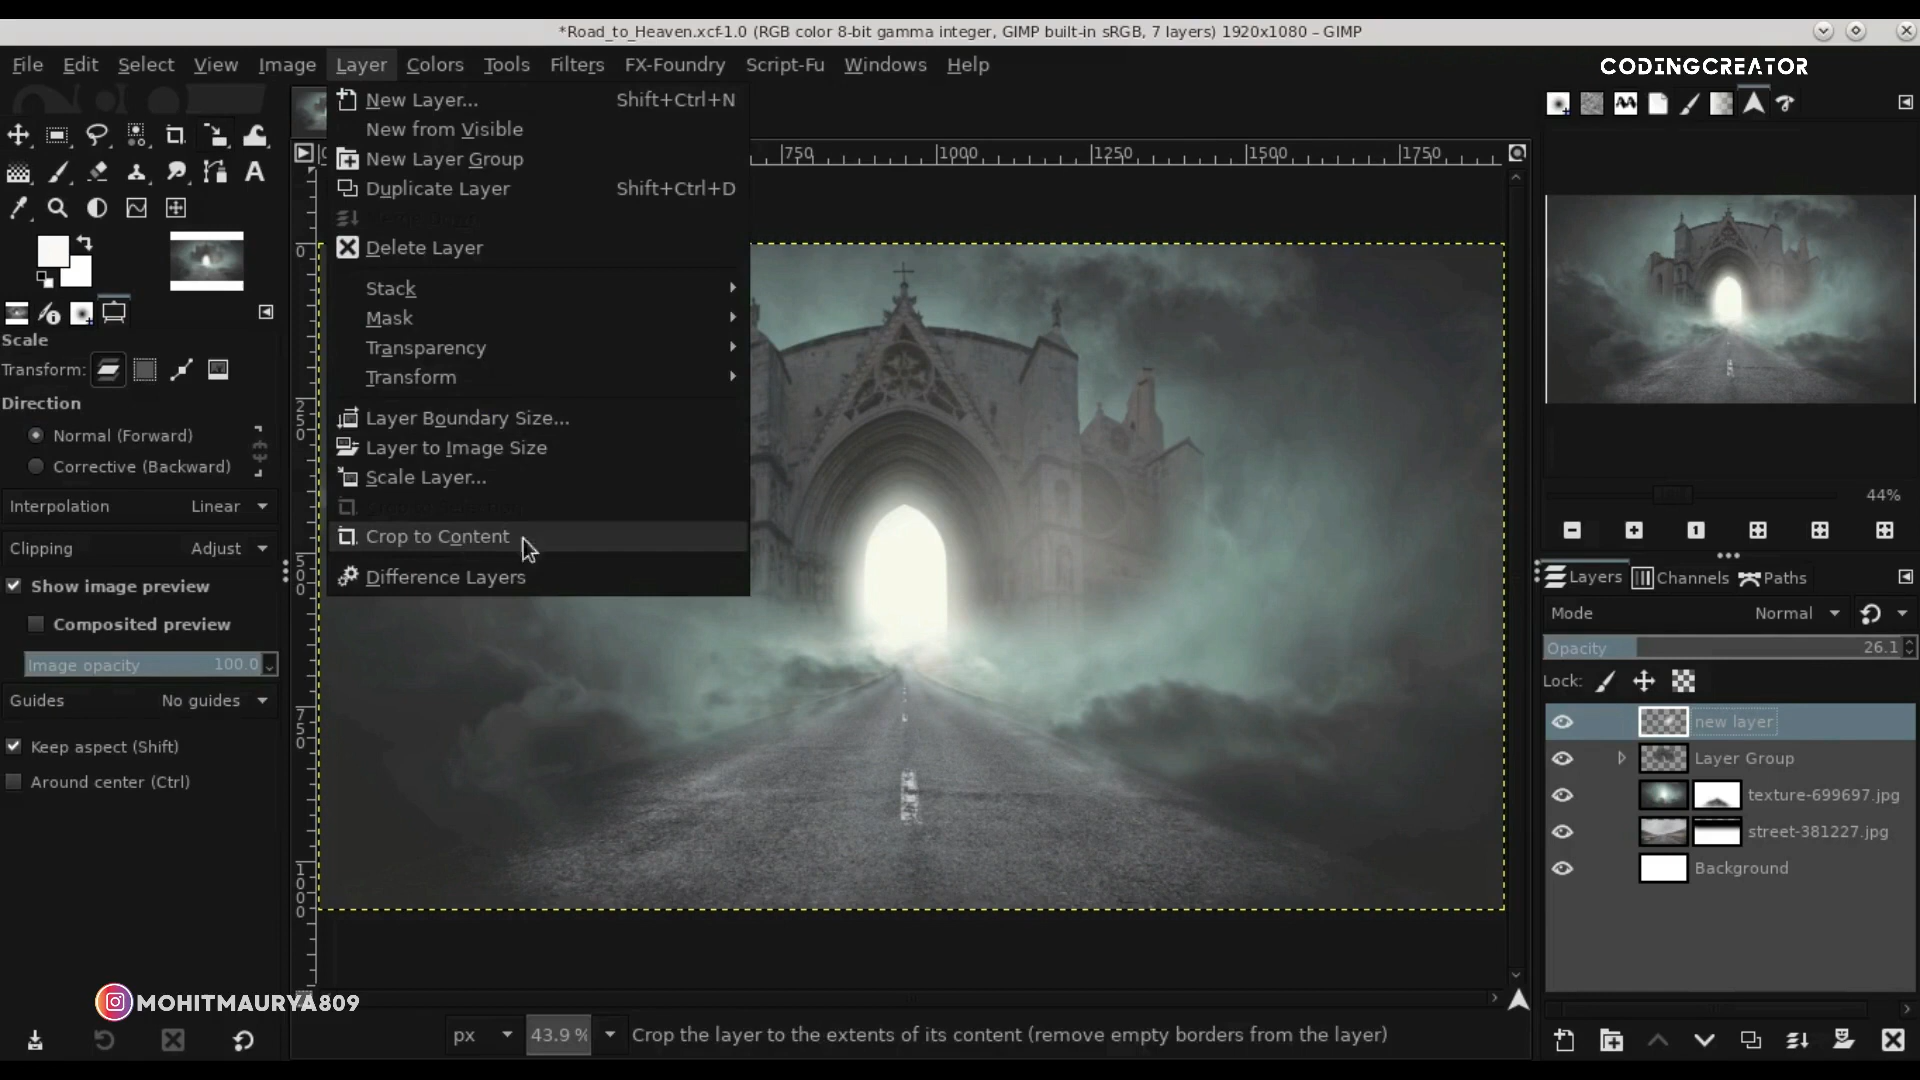 *Road_to_Heaven.xcf-1.0 (RGB color 8-bit gamma integer, GIMP built-in sRGB, 7 layers) 1920x1080 – GIMP
File Edit Select View Image Layer Colors Tools Filters FX-Foundry Script-Fu Windows Help
CODINGCREATOR
New Layer... Shift+Ctrl+N
New from Visible
New Layer Group
Duplicate Layer Shift+Ctrl+D
Delete Layer
Stack
Mask
Transparency
Transform
Layer Boundary Size...
Layer to Image Size
Scale Layer...
Crop to Content
Difference Layers
750 1000 1250 1500 1750
0
250
500
750
1000
Scale
Transform:
Direction
Normal (Forward)
Corrective (Backward)
Interpolation Linear
Clipping Adjust
Show image preview
Composited preview
Image opacity 100.0
Guides No guides
Keep aspect (Shift)
Around center (Ctrl)
MOHITMAURYA809
px 43.9 % Crop the layer to the extents of its content (remove empty borders from the layer)
44%
Layers Channels Paths
Mode Normal
Opacity 26.1
Lock:
new layer
Layer Group
texture-699697.jpg
street-381227.jpg
Background